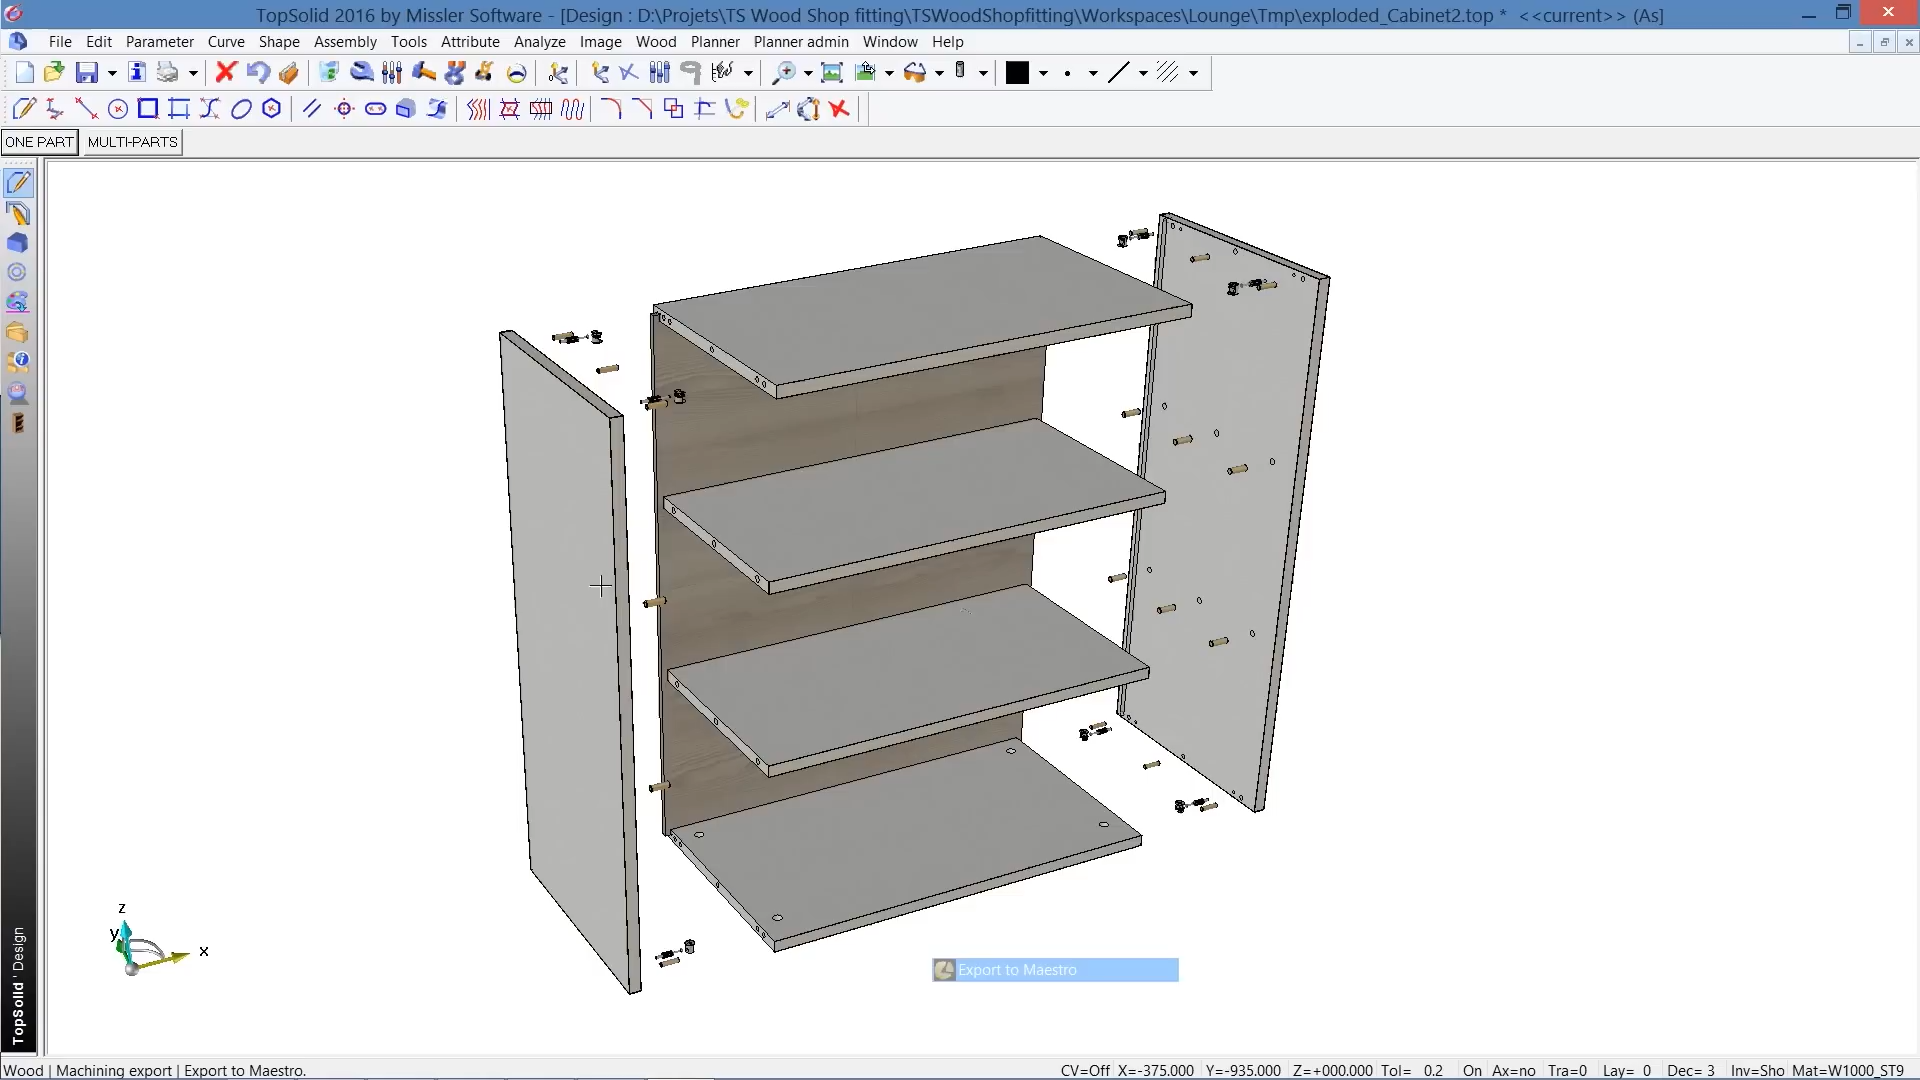 TopSolid 2016 by Missler Software - [Design : D:\Projets\TS Wood Shop fitting\TSWoodShopfitting\Workspaces\Lounge\Tmp\exploded_Cabinet2.top *  <<current>> (As]
File Edit Parameter Curve Shape Assembly Tools Attribute Analyze Image Wood Planner Planner admin Window Help
ONE PART MULTI-PARTS
z
y
x
Export to Maestro
TopSolid ' Design
Wood | Machining export | Export to Maestro. CV=Off X=-375.000 Y=-935.000 Z=+000.000 Tol= 0.2 On Ax=no Tra=0 Lay= 0 Dec= 3 Inv=Sho Mat=W1000_ST9